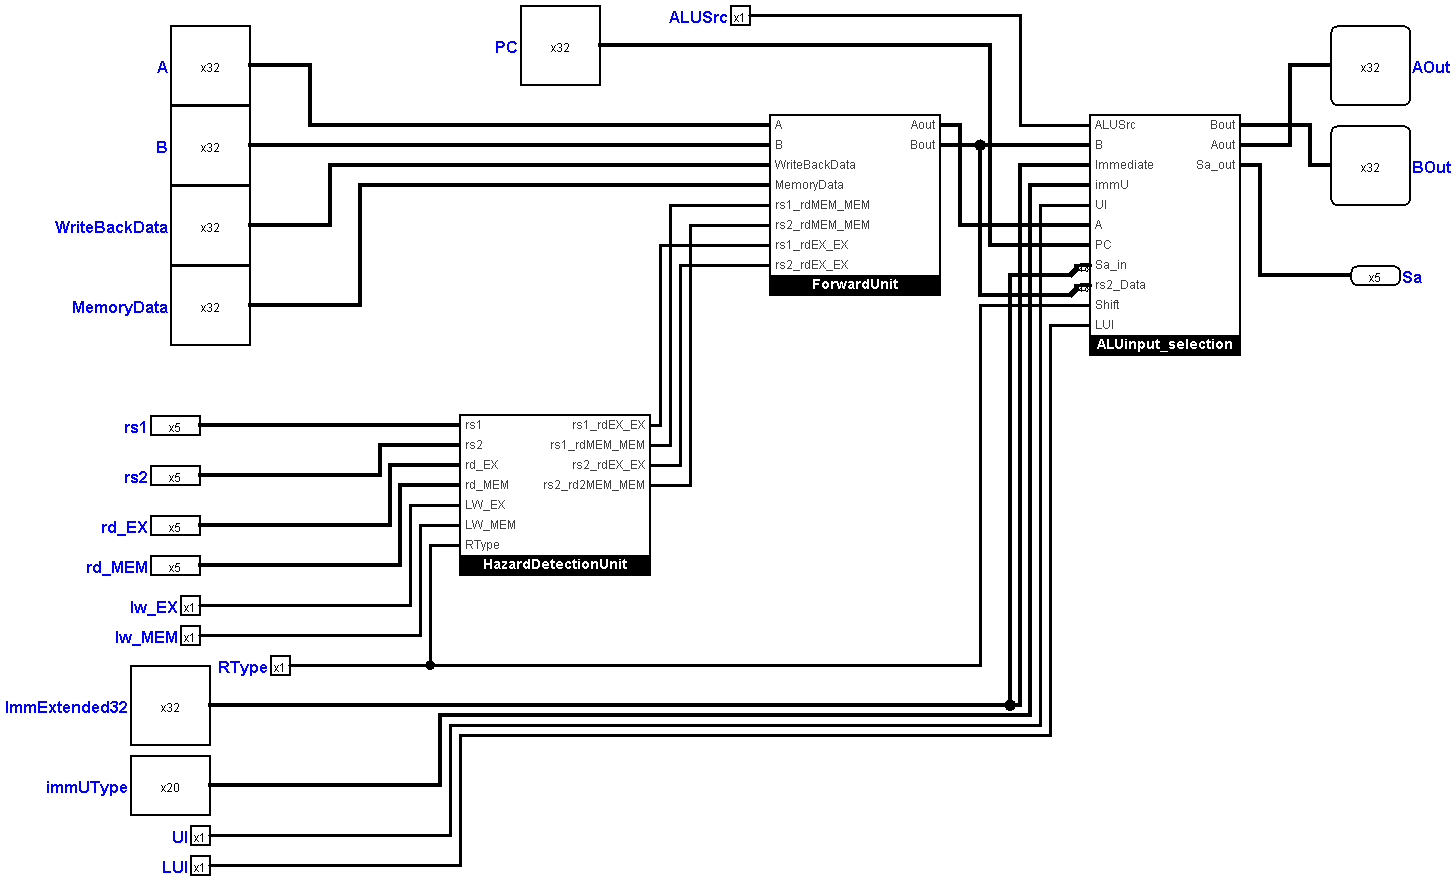 ALUSrc x1
PC x32
A x32
B x32
WriteBackData x32
MemoryData x32
A Aout
B Bout
WriteBackData
MemoryData
rs1_rdMEM_MEM
rs2_rdMEM_MEM
rs1_rdEX_EX
rs2_rdEX_EX
ForwardUnit
ALUSrc Bout
B Aout
Immediate Sa_out
immU
UI
A
PC
Sa_in
rs2_Data
Shift
LUI
ALUinput_selection
x32 AOut
x32 BOut
x5 Sa
rs1 x5
rs2 x5
rd_EX x5
rd_MEM x5
lw_EX x1
lw_MEM x1
rs1 rs1_rdEX_EX
rs2 rs1_rdMEM_MEM
rd_EX rs2_rdEX_EX
rd_MEM rs2_rd2MEM_MEM
LW_EX
LW_MEM
RType
HazardDetectionUnit
RType x1
ImmExtended32 x32
immUType x20
UI x1
LUI x1